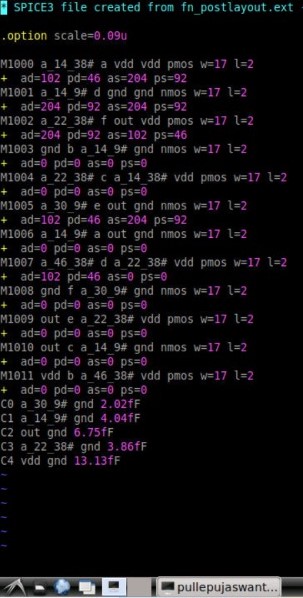 * SPICE3 file created from fn_postlayout.ext -
.option scale=0.09u
M1000 a_14_38# a vdd vdd pmos w=17 l=2
+ ad=102 pd=46 as=204 ps=92
M1001 a_14_9# d gnd gnd nmos w=17 l=2
+ ad=204 pd=92 as=204 ps=92
M1002 a_22_38# f out vdd pmos w=17 l=2
+ ad=204 pd=92 as=102 ps=46
M1003 gnd b a_14_9# gnd nmos w=17 l=2
+ ad=0 pd=0 as=0 ps=0
M1004 a_22_38# c a_14_38# vdd pmos w=17 l=2
+ ad=0 pd=0 as=0 ps=0
M1005 a_30_9# e out gnd nmos w=17 l=2
+ ad=102 pd=46 as=204 ps=92
M1006 a_14_9# a out gnd nmos w=17 l=2
+ ad=0 pd=0 as=0 ps=0
M1007 a_46_38# d a_22_38# vdd pmos w=17 l=2
+ ad=102 pd=46 as=0 ps=0
M1008 gnd f a_30_9# gnd nmos w=17 l=2
+ ad=0 pd=0 as=0 ps=0
M1009 out e a_22_38# vdd pmos w=17 l=2
+ ad=0 pd=0 as=0 ps=0
M1010 out c a_14_9# gnd nmos w=17 l=2
+ ad=0 pd=0 as=0 ps=0
M1011 vdd b a_46_38# vdd pmos w=17 l=2
+ ad=0 pd=0 as=0 ps=0
C0 a_30_9# gnd 2.02fF
C1 a_14_9# gnd 4.04fF
C2 out gnd 6.75fF
C3 a_22_38# gnd 3.86fF
C4 vdd gnd 13.13fF
~
~
~
~
~
~
pullepujaswant...